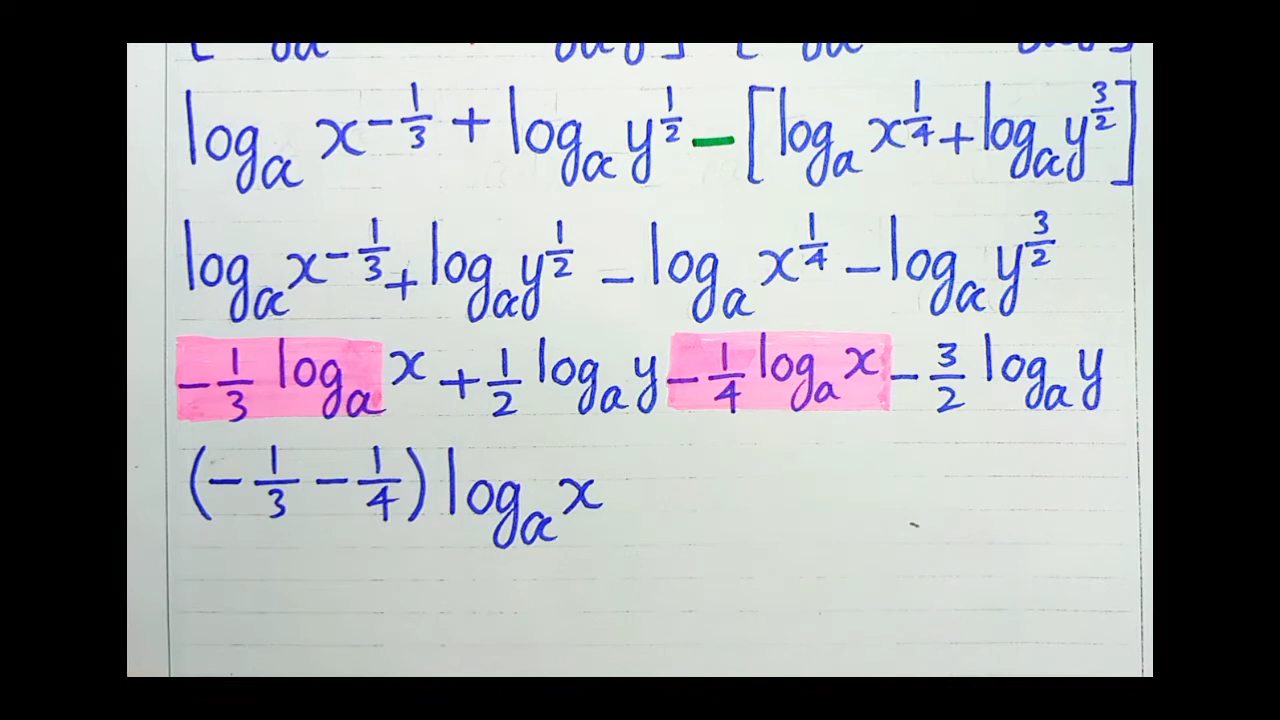 log_a x^{-1/3} + log_a y^{1/2} - [log_a x^{1/4} + log_a y^{3/2}]
log_a x^{-1/3} + log_a y^{1/2} - log_a x^{1/4} - log_a y^{3/2}
-1/3 log_a x + 1/2 log_a y - 1/4 log_a x - 3/2 log_a y
(-1/3 - 1/4) log_a x